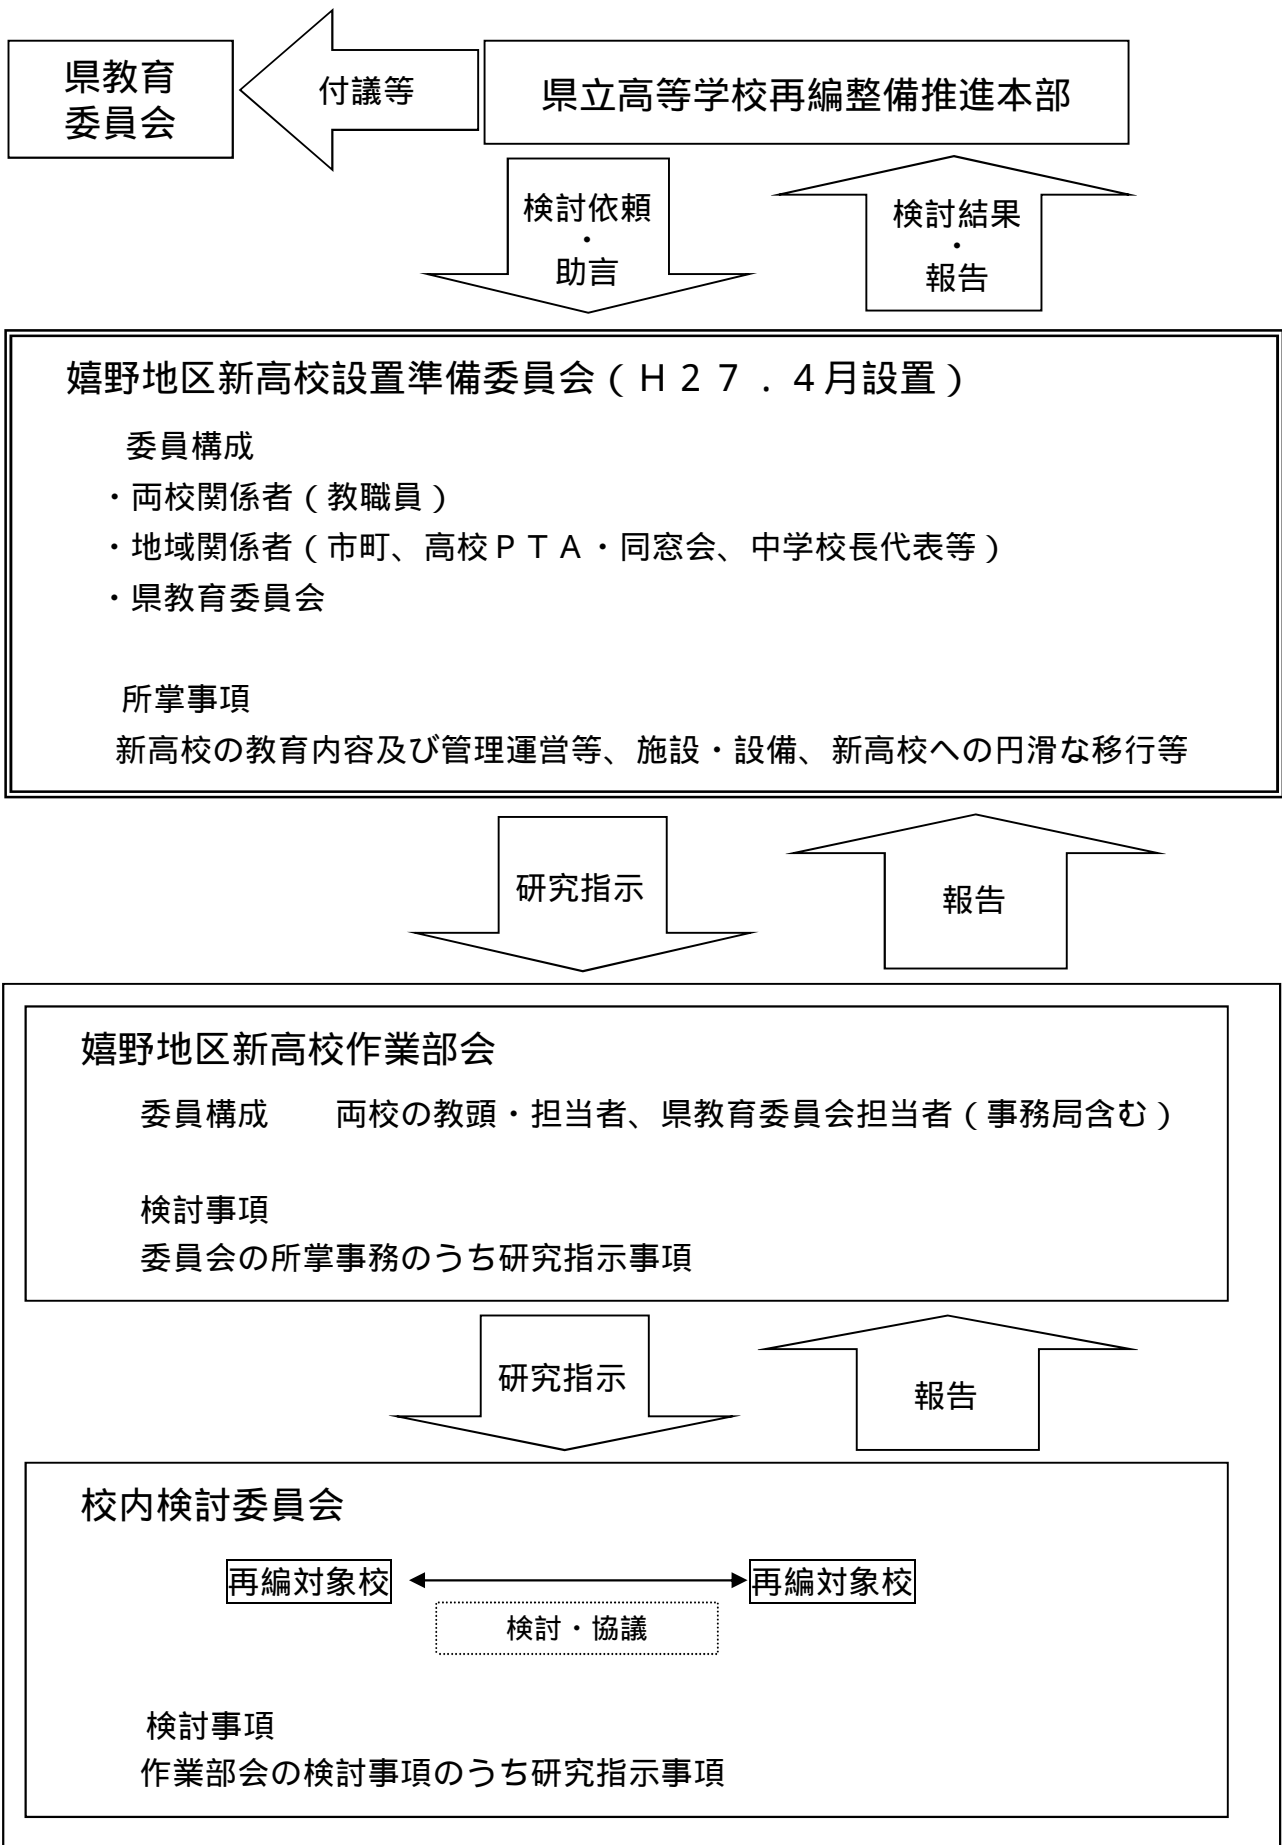 県教育
委員会
付議等
県立高等学校再編整備推進本部
検討依頼
・
助言
検討結果
・
報告
嬉野地区新高校設置準備委員会(H27.4月設置)
委員構成
・両校関係者(教職員)
・地域関係者(市町、高校PTA・同窓会、中学校長代表等)
・県教育委員会
所掌事項
新高校の教育内容及び管理運営等、施設・設備、新高校への円滑な移行等
研究指示
報告
嬉野地区新高校作業部会
委員構成 両校の教頭・担当者、県教育委員会担当者(事務局含む)
検討事項
委員会の所掌事務のうち研究指示事項
研究指示
報告
校内検討委員会
再編対象校
再編対象校
検討・協議
検討事項
作業部会の検討事項のうち研究指示事項